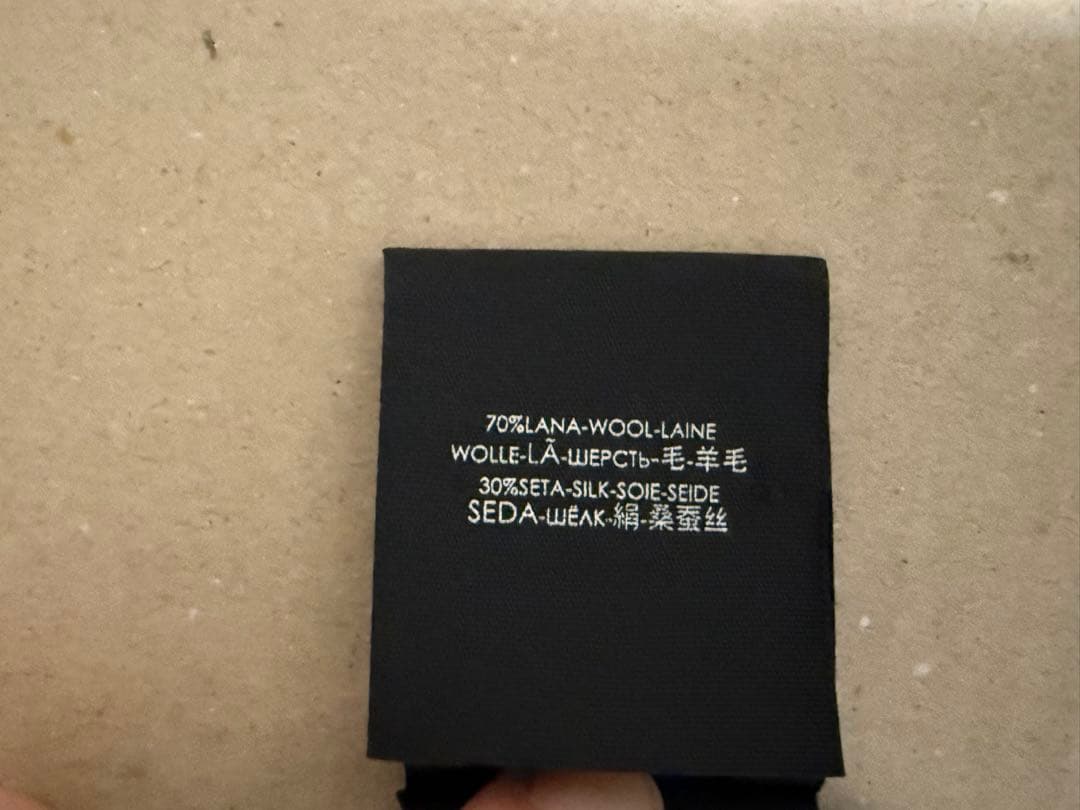 70%LANA-WOOL-LAINE
WOLLE-LÃ-ШЕРСТЬ-毛-羊毛
30%SETA-SILK-SOIE-SEIDE
SEDA-ШЁЛК-絹-桑蚕丝